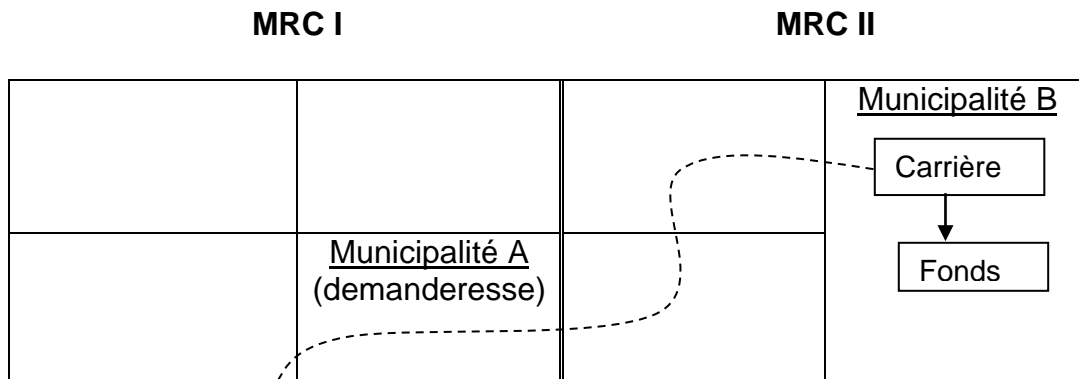 MRC I
MRC II
Municipalité B
Carrière
Municipalité A
(demanderesse)
Fonds